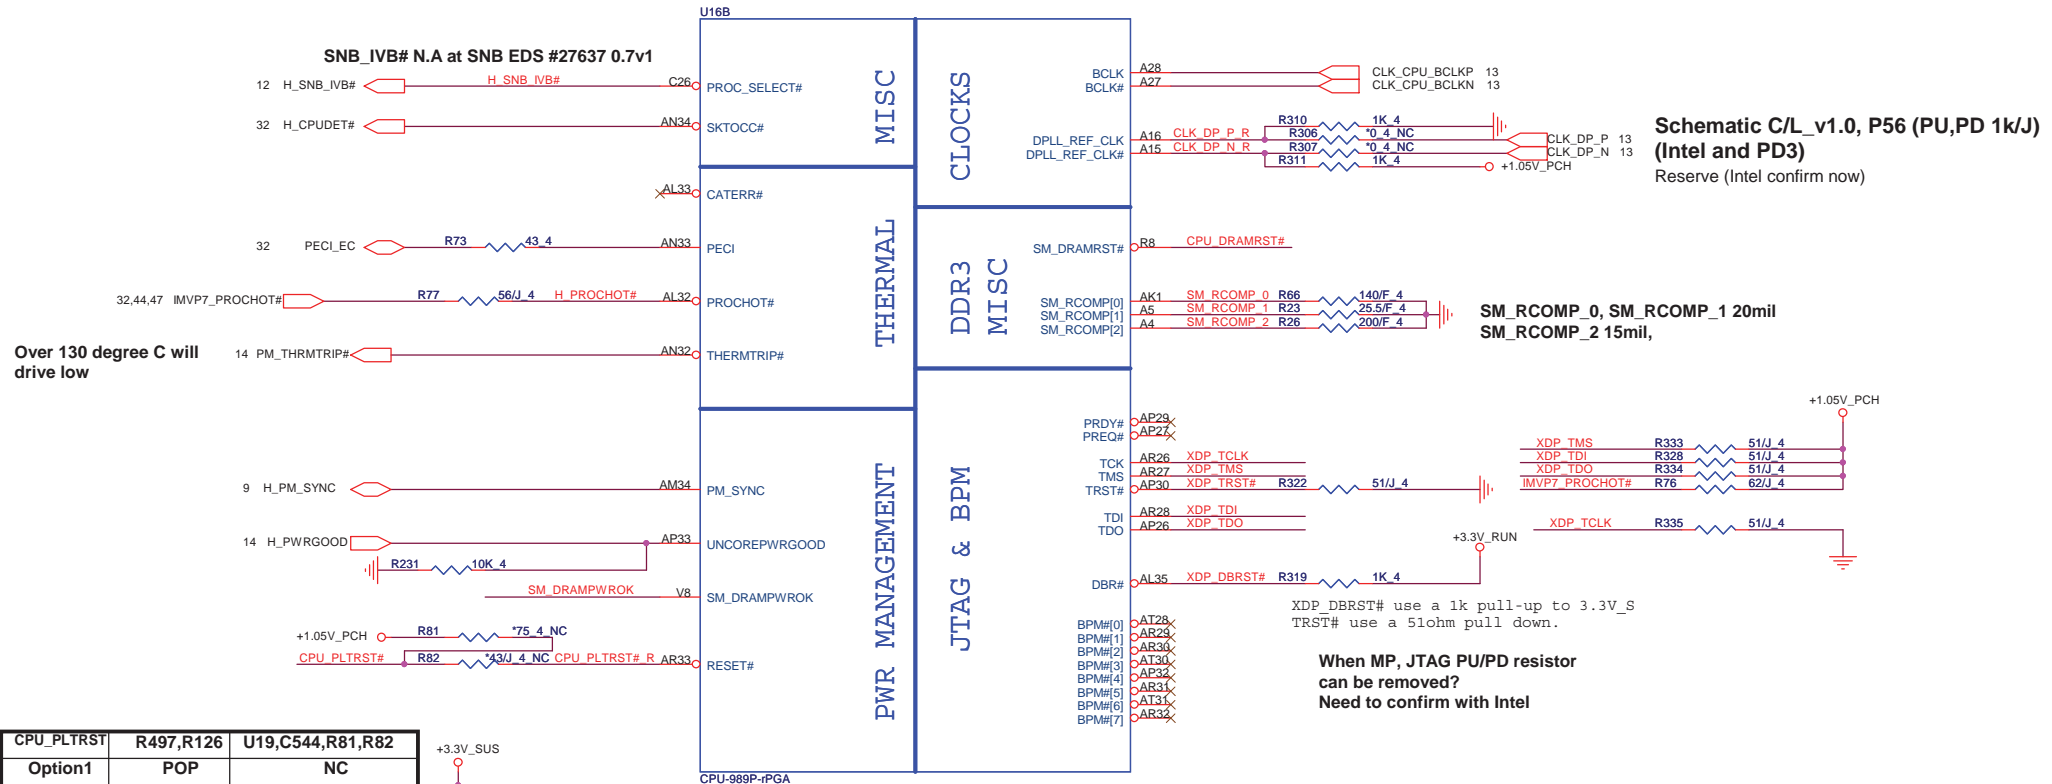 U16B
SNB_IVB# N.A at SNB EDS #27637 0.7v1
12 H_SNB_IVB# H_SNB_IVB# C26 PROC_SELECT#
32 H_CPUDET# AN34 SKTOCC#
MISC
AL33 CATERR#
32 PECI_EC R73 43_4 AN33 PECI
32,44,47 IMVP7_PROCHOT# R77 56/J_4 H_PROCHOT# AL32 PROCHOT#
Over 130 degree C will
drive low
14 PM_THRMTRIP# AN32 THERMTRIP#
THERMAL
9 H_PM_SYNC AM34 PM_SYNC
14 H_PWRGOOD AP33 UNCOREPWRGOOD
R231 10K_4
SM_DRAMPWROK V8 SM_DRAMPWROK
+1.05V_PCH R81 *75_4_NC
CPU_PLTRST# R82 *43/J_4_NC CPU_PLTRST#_R AR33 RESET#
PWR MANAGEMENT
CLOCKS
BCLK A28 CLK_CPU_BCLKP 13
BCLK# A27 CLK_CPU_BCLKN 13
R310 1K_4
DPLL_REF_CLK A16 CLK_DP_P_R R306 *0_4_NC CLK_DP_P 13
DPLL_REF_CLK# A15 CLK_DP_N_R R307 *0_4_NC CLK_DP_N 13
R311 1K_4 +1.05V_PCH
Schematic C/L_v1.0, P56 (PU,PD 1k/J)
(Intel and PD3)
Reserve (Intel confirm now)
DDR3
MISC
SM_DRAMRST# R8 CPU_DRAMRST#
SM_RCOMP[0] AK1 SM_RCOMP_0 R66 140/F_4
SM_RCOMP[1] A5 SM_RCOMP_1 R23 25.5/F_4
SM_RCOMP[2] A4 SM_RCOMP_2 R26 200/F_4
SM_RCOMP_0, SM_RCOMP_1 20mil
SM_RCOMP_2 15mil,
JTAG & BPM
PRDY# AP29
PREQ# AP27
TCK AR26 XDP_TCLK
TMS AR27 XDP_TMS
TRST# AP30 XDP_TRST# R322 51/J_4
TDI AR28 XDP_TDI
TDO AP26 XDP_TDO
+3.3V_RUN
DBR# AL35 XDP_DBRST# R319 1K_4
BPM#[0] AT28
BPM#[1] AR29
BPM#[2] AR30
BPM#[3] AT30
BPM#[4] AP32
BPM#[5] AR31
BPM#[6] AT31
BPM#[7] AR32
+1.05V_PCH
XDP_TMS R333 51/J_4
XDP_TDI R328 51/J_4
XDP_TDO R334 51/J_4
IMVP7_PROCHOT# R76 62/J_4
XDP_TCLK R335 51/J_4
XDP_DBRST# use a 1k pull-up to 3.3V_S
TRST# use a 51ohm pull down.
When MP, JTAG PU/PD resistor
can be removed?
Need to confirm with Intel
CPU_PLTRST R497,R126 U19,C544,R81,R82
Option1 POP NC
+3.3V_SUS
CPU-989P-rPGA